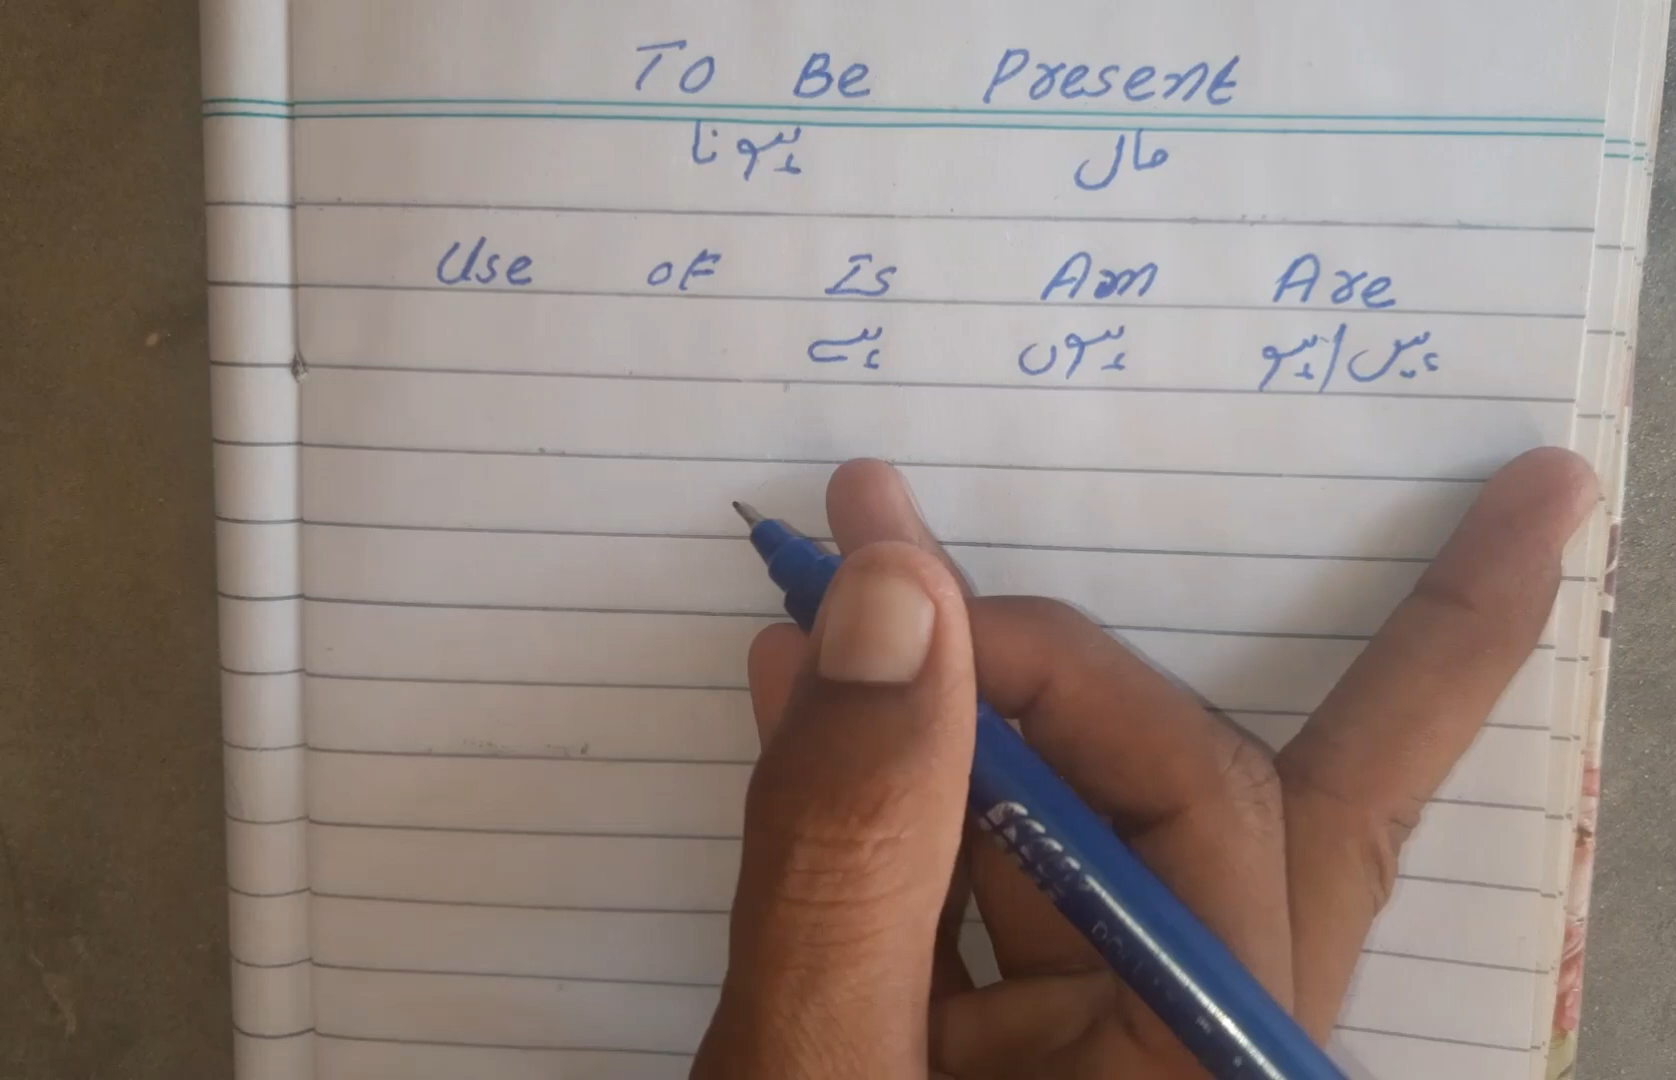 To Be Present
ہونا حال
Use of Is Am Are
ہے ہوں ہو/ہیں